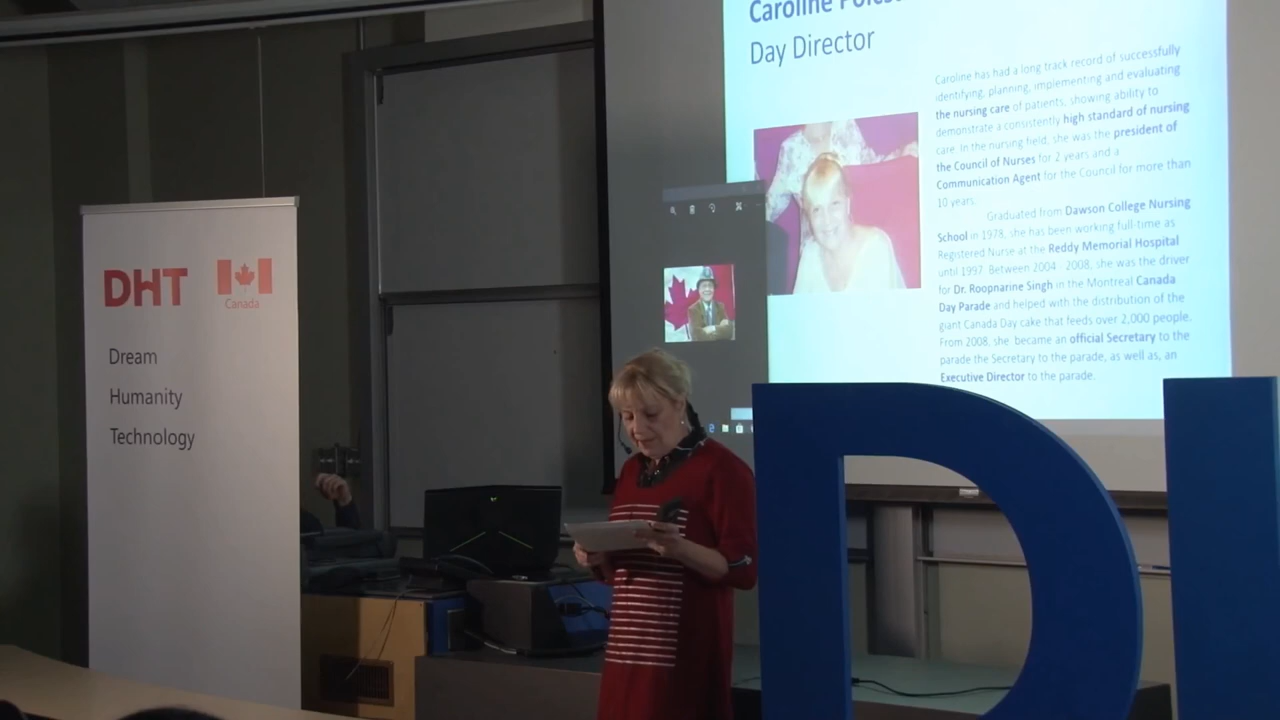 Caroline
Day Director
Caroline has had a long track record of successfully
identifying, planning, implementing and evaluating
the nursing care of patients, showing ability to
demonstrate a consistently high standard of nursing
care. In the nursing field, she was the president of
the Council of Nurses for 2 years and a
Communication Agent for the Council for more than
10 years.
Graduated from Dawson College Nursing
School in 1978, she has been working full-time as
Registered Nurse at the Reddy Memorial Hospital
until 1997. Between 2004 - 2008, she was the driver
for Dr. Roopnarine Singh in the Montreal Canada
Day Parade and helped with the distribution of the
giant Canada Day cake that feeds over 2,000 people.
From 2008, she became an official Secretary to the
parade the Secretary to the parade, as well as, an
Executive Director to the parade.
DHT
Canada
Dream
Humanity
Technology
D